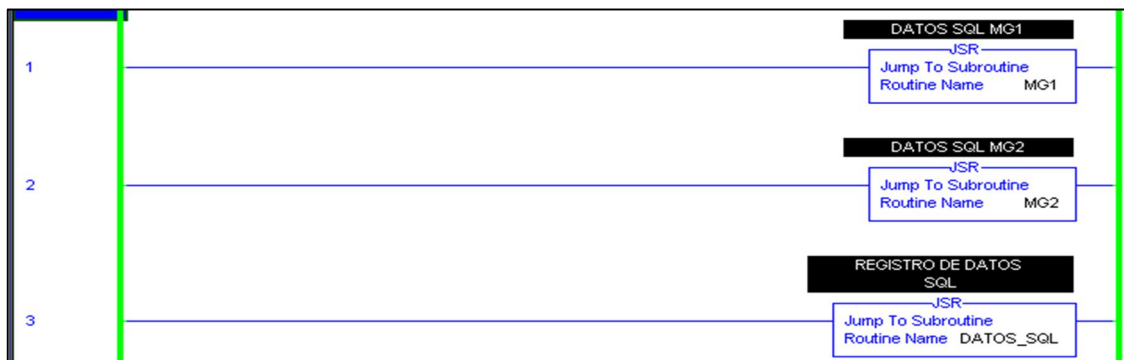 DATOS SQL MG1
JSR
1
Jump To Subroutine
Routine Name MG1
DATOS SQL MG2
JSR
2
Jump To Subroutine
Routine Name MG2
REGISTRO DE DATOS
SQL
JSR
3
Jump To Subroutine
Routine Name DATOS_SQL